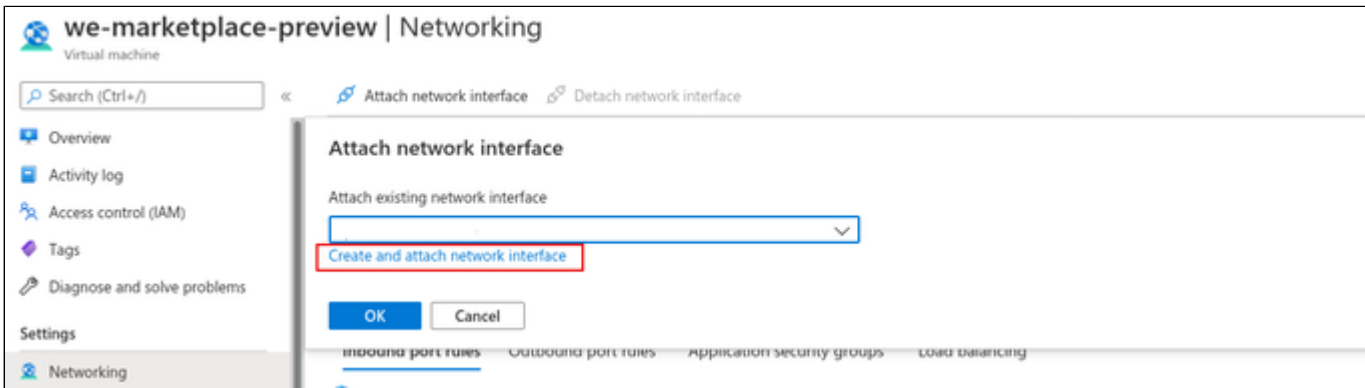 we-marketplace-preview | Networking
Virtual machine
Search (Ctrl+/)
«
Attach network interface
Detach network interface
Overview
Activity log
Access control (IAM)
Tags
Diagnose and solve problems
Settings
Networking
Attach network interface
Attach existing network interface
Create and attach network interface
OK
Cancel
Inbound port rules
Outbound port rules
Application security groups
Load balancing